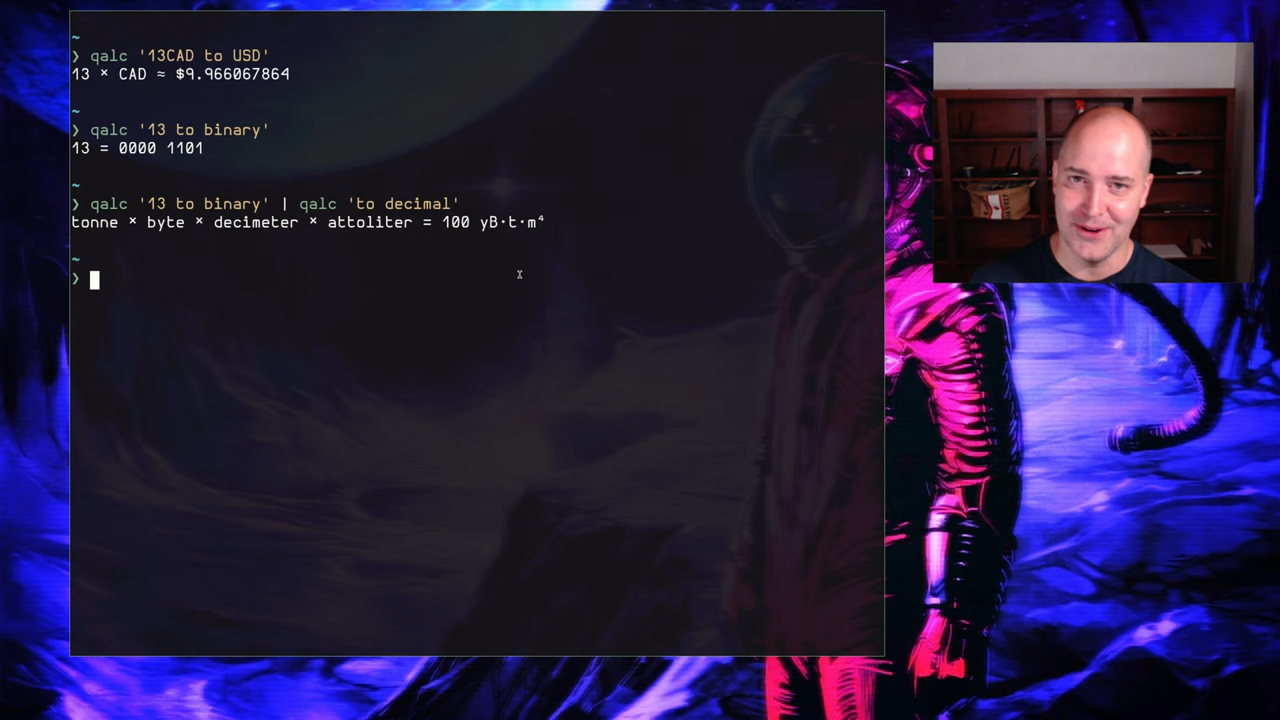 ~
❯ qalc '13CAD to USD'
13 × CAD ≈ $9.966067864
~
❯ qalc '13 to binary'
13 = 0000 1101
~
❯ qalc '13 to binary' | qalc 'to decimal'
tonne × byte × decimeter × attoliter = 100 yB·t·m⁴
~
❯